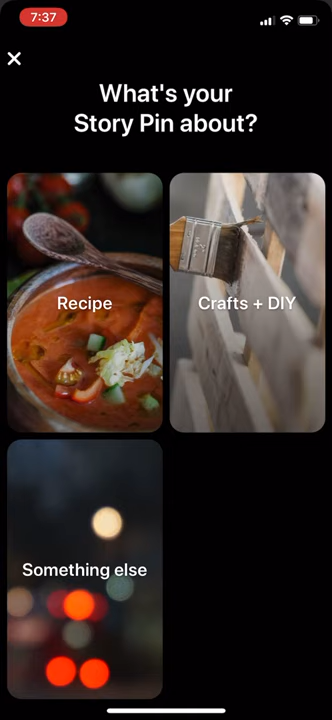 7:37
What's your
Story Pin about?
Recipe
Crafts + DIY
Something else